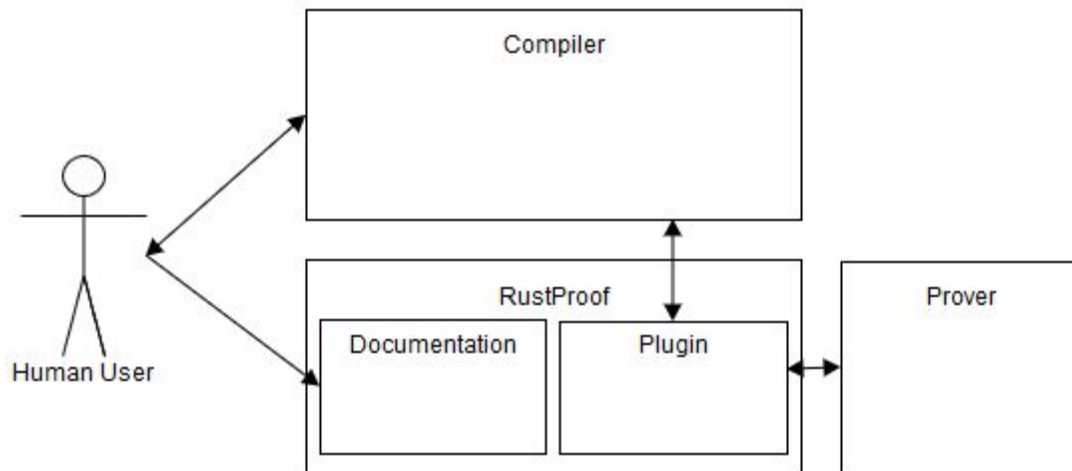 Compiler
RustProof
Prover
Documentation
Plugin
Human User